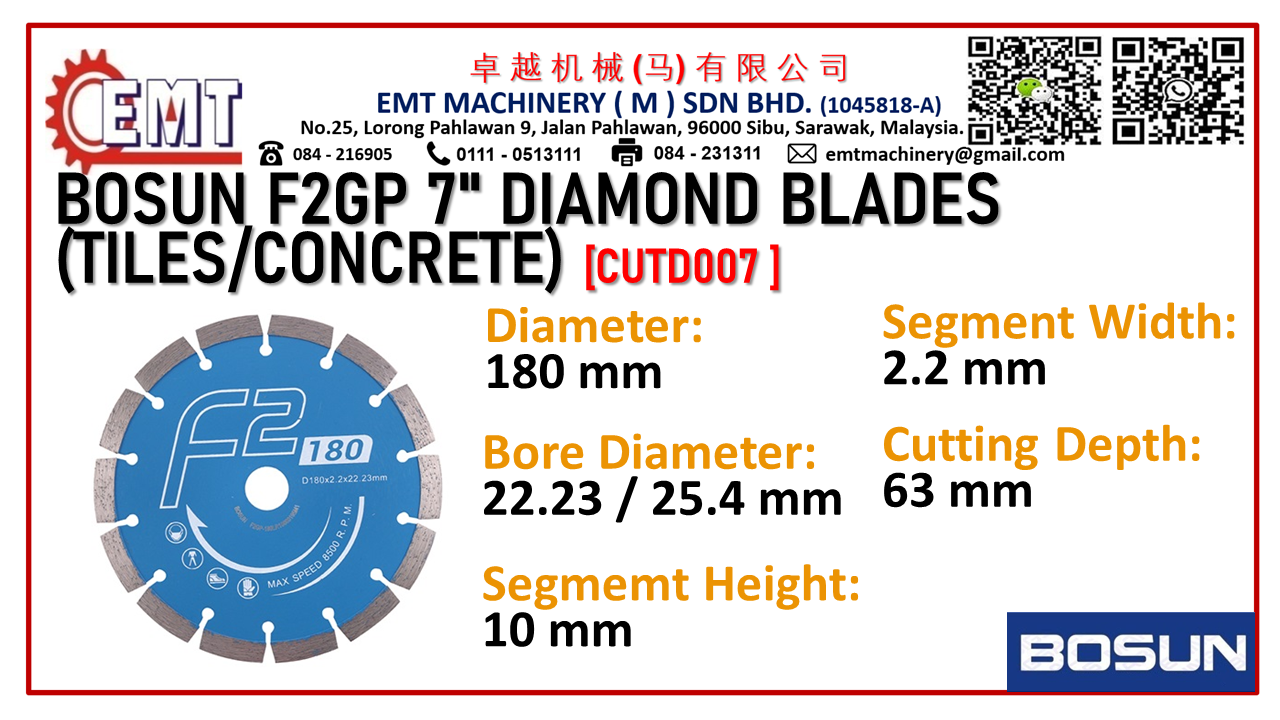 EMT
卓越机械(马)有限公司
EMT MACHINERY ( M ) SDN BHD. (1045818-A)
No.25, Lorong Pahlawan 9, Jalan Pahlawan, 96000 Sibu, Sarawak, Malaysia.
084 - 216905 0111 - 0513111 084 - 231311 emtmachinery@gmail.com
BOSUN F2GP 7" DIAMOND BLADES
(TILES/CONCRETE) [CUTD007 ]
Diameter:
180 mm
Segment Width:
2.2 mm
Bore Diameter:
22.23 / 25.4 mm
Cutting Depth:
63 mm
Segmemt Height:
10 mm
F2
180
D180x2.2x22.23mm
BOSUN
MAX. SPEED 8500 R.P.M.
BOSUN